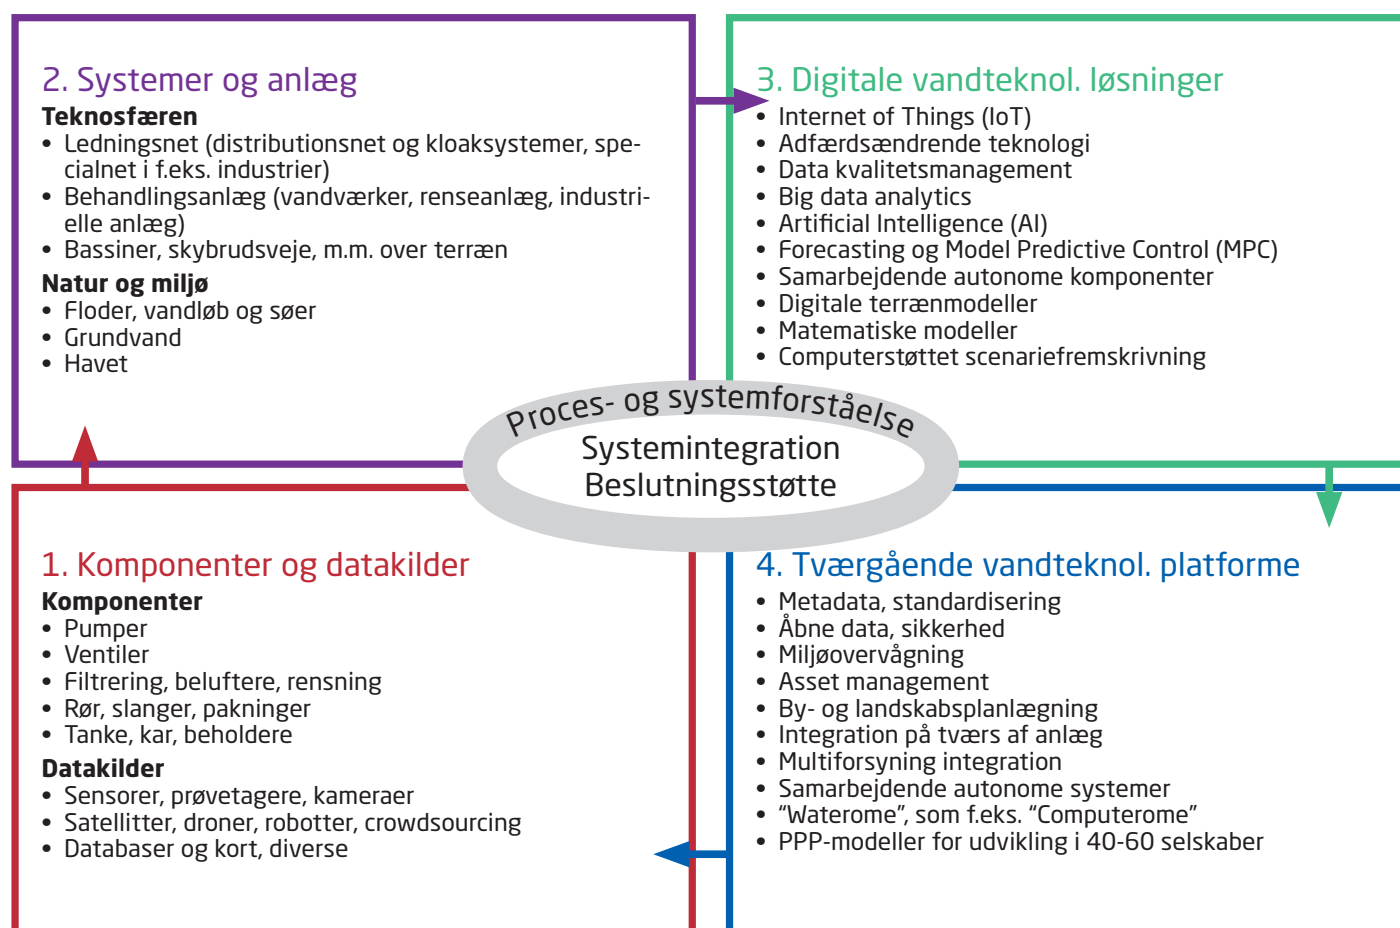 2. Systemer og anlæg
Teknosfæren
• Ledningsnet (distributionsnet og kloaksystemer, spe-
cialnet i f.eks. industrier)
• Behandlingsanlæg (vandværker, renseanlæg, industri-
elle anlæg)
• Bassiner, skybrudsveje, m.m. over terræn
Natur og miljø
• Floder, vandløb og søer
• Grundvand
• Havet
3. Digitale vandteknol. løsninger
• Internet of Things (IoT)
• Adfærdsændrende teknologi
• Data kvalitetsmanagement
• Big data analytics
• Artificial Intelligence (AI)
• Forecasting og Model Predictive Control (MPC)
• Samarbejdende autonome komponenter
• Digitale terrænmodeller
• Matematiske modeller
• Computerstøttet scenariefremskrivning
Proces- og systemforståelse
Systemintegration
Beslutningsstøtte
1. Komponenter og datakilder
Komponenter
• Pumper
• Ventiler
• Filtrering, beluftere, rensning
• Rør, slanger, pakninger
• Tanke, kar, beholdere
Datakilder
• Sensorer, prøvetagere, kameraer
• Satellitter, droner, robotter, crowdsourcing
• Databaser og kort, diverse
4. Tværgående vandteknol. platforme
• Metadata, standardisering
• Åbne data, sikkerhed
• Miljøovervågning
• Asset management
• By- og landskabsplanlægning
• Integration på tværs af anlæg
• Multiforsyning integration
• Samarbejdende autonome systemer
• “Waterome”, som f.eks. “Computerome”
• PPP-modeller for udvikling i 40-60 selskaber